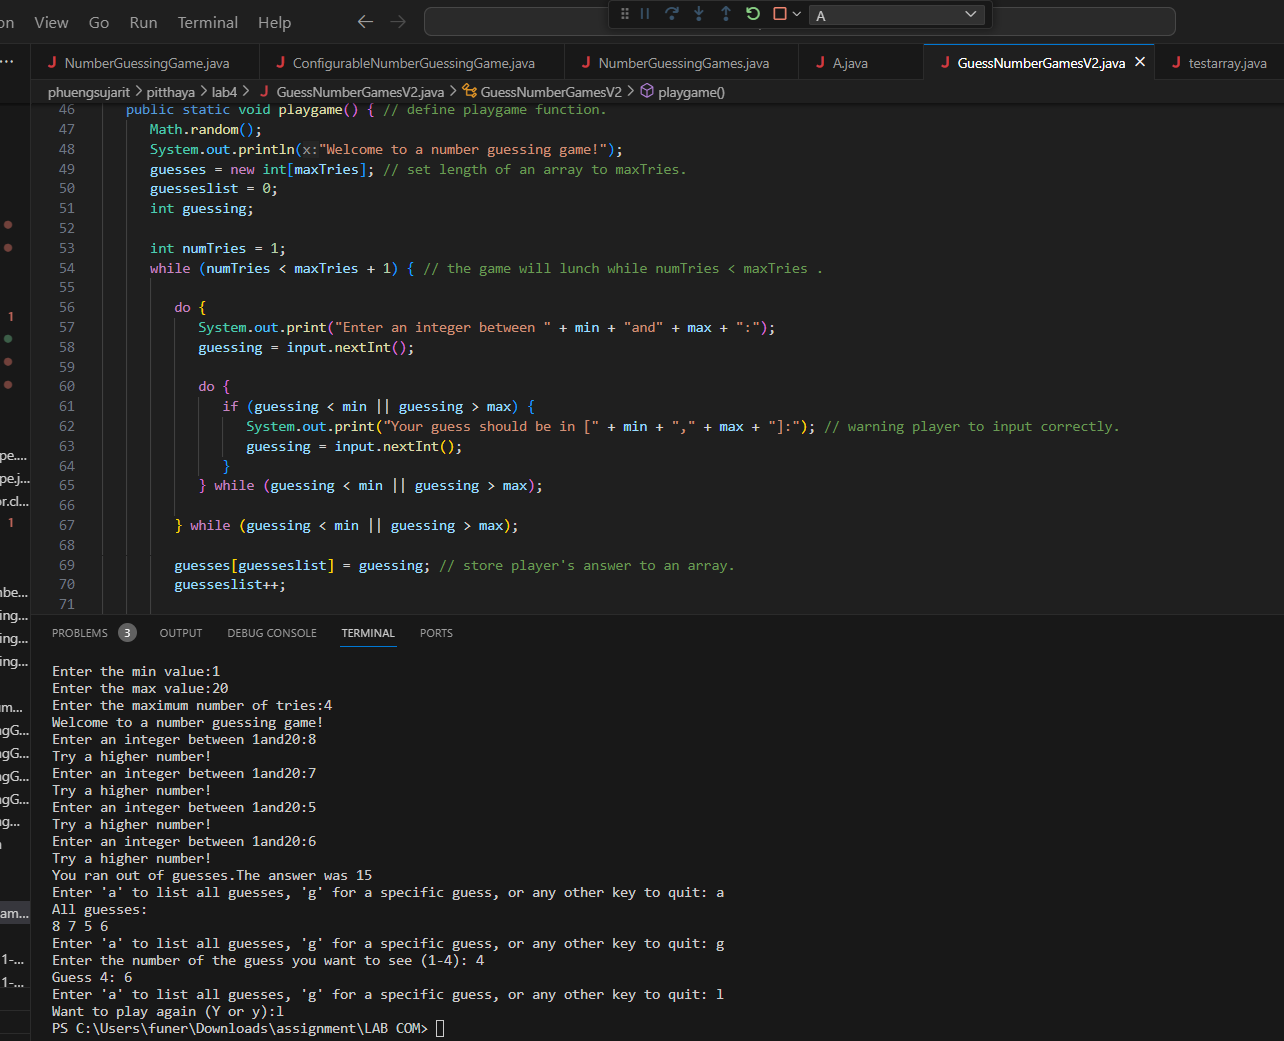 on View Go Run Terminal Help
A
NumberGuessingGame.java ConfigurableNumberGuessingGame.java NumberGuessingGames.java A.java GuessNumberGamesV2.java testarray.java
phuengsujarit > pitthaya > lab4 > GuessNumberGamesV2.java > GuessNumberGamesV2 > playgame()
46 public static void playgame() { // define playgame function.
47 Math.random();
48 System.out.println(x:"Welcome to a number guessing game!");
49 guesses = new int[maxTries]; // set length of an array to maxTries.
50 guesseslist = 0;
51 int guessing;
52
53 int numTries = 1;
54 while (numTries < maxTries + 1) { // the game will lunch while numTries < maxTries .
55
56 do {
57 System.out.print("Enter an integer between " + min + "and" + max + ":");
58 guessing = input.nextInt();
59
60 do {
61 if (guessing < min || guessing > max) {
62 System.out.print("Your guess should be in [" + min + "," + max + "]:"); // warning player to input correctly.
63 guessing = input.nextInt();
64 }
65 } while (guessing < min || guessing > max);
66
67 } while (guessing < min || guessing > max);
68
69 guesses[guesseslist] = guessing; // store player's answer to an array.
70 guesseslist++;
71
1
pe....
pe.j...
or.cl...
1
mbe...
ing...
ing...
ing...
um...
ngG...
ngG...
ngG...
ngG...
ng...
am...
1-...
1-...
PROBLEMS 3 OUTPUT DEBUG CONSOLE TERMINAL PORTS
Enter the min value:1
Enter the max value:20
Enter the maximum number of tries:4
Welcome to a number guessing game!
Enter an integer between 1and20:8
Try a higher number!
Enter an integer between 1and20:7
Try a higher number!
Enter an integer between 1and20:5
Try a higher number!
Enter an integer between 1and20:6
Try a higher number!
You ran out of guesses.The answer was 15
Enter 'a' to list all guesses, 'g' for a specific guess, or any other key to quit: a
All guesses:
8 7 5 6
Enter 'a' to list all guesses, 'g' for a specific guess, or any other key to quit: g
Enter the number of the guess you want to see (1-4): 4
Guess 4: 6
Enter 'a' to list all guesses, 'g' for a specific guess, or any other key to quit: l
Want to play again (Y or y):l
PS C:\Users\funer\Downloads\assignment\LAB COM>